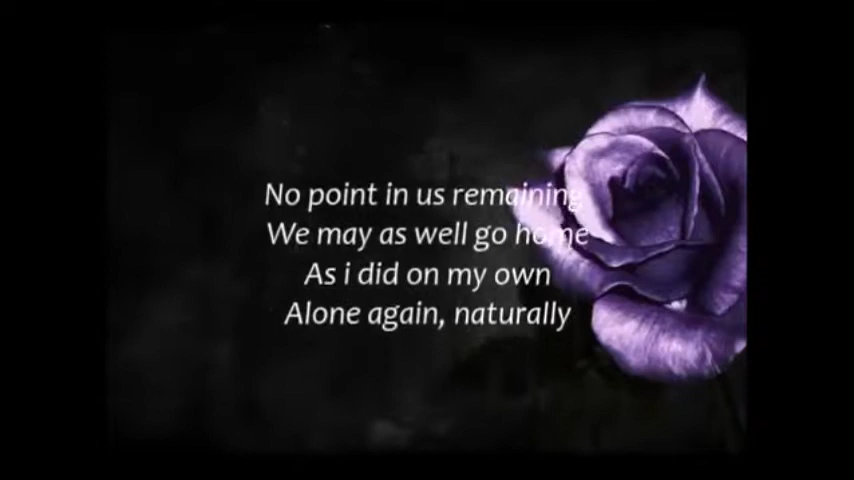 No point in us remaining
We may as well go home
As i did on my own
Alone again, naturally